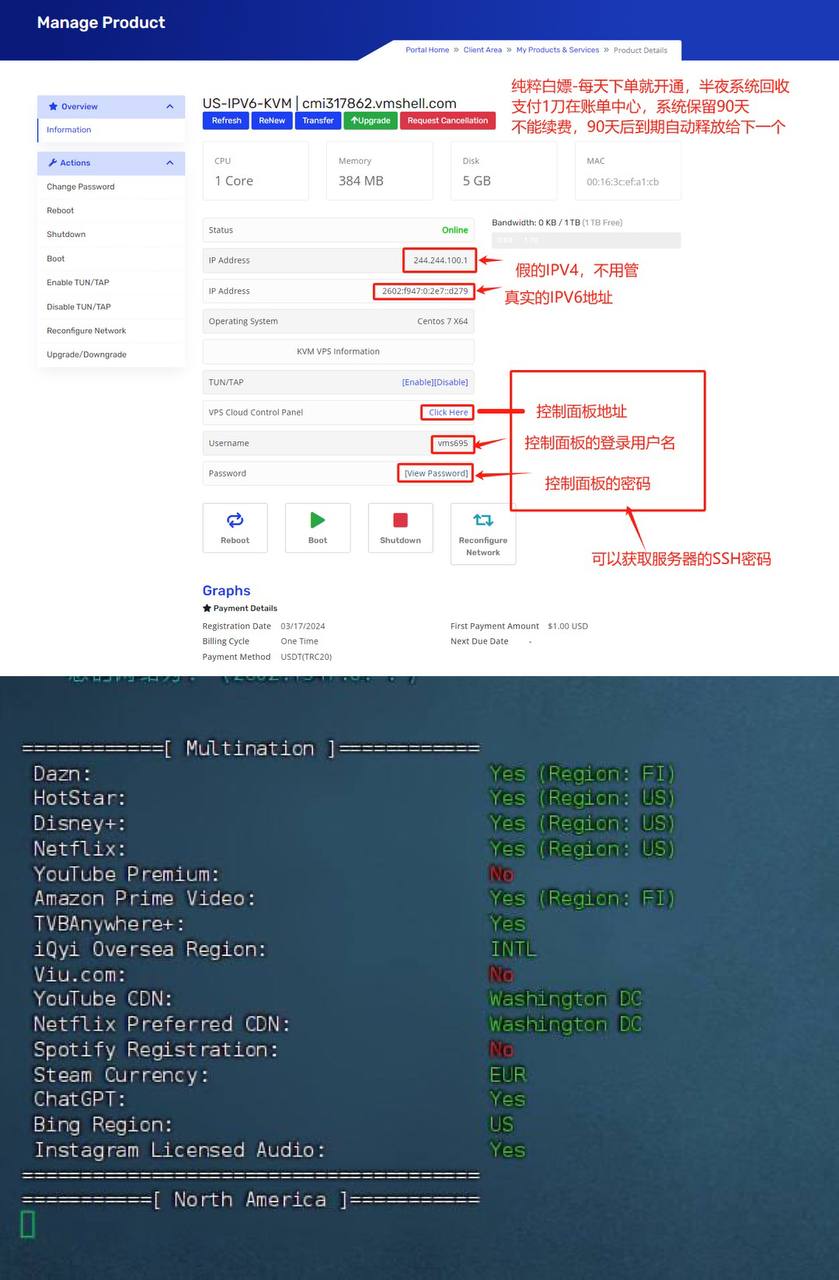 Manage Product
Portal Home » Client Area » My Products & Services » Product Details
纯粹白嫖-每天下单就开通，半夜系统回收
支付1刀在账单中心，系统保留90天
不能续费，90天后到期自动释放给下一个
Overview
Information
Actions
Change Password
Reboot
Shutdown
Boot
Enable TUN/TAP
Disable TUN/TAP
Reconfigure Network
Upgrade/Downgrade
US-IPV6-KVM | cmi317862.vmshell.com
Refresh ReNew Transfer Upgrade Request Cancellation
CPU
1 Core
Memory
384 MB
Disk
5 GB
MAC
00:16:3c:ef:a1:cb
Status Online
Bandwidth: 0 KB / 1 TB (1 TB Free)
IP Address 244.244.100.1
假的IPV4，不用管
IP Address 2602:f947:0:2e7::d279
真实的IPV6地址
Operating System Centos 7 X64
KVM VPS Information
TUN/TAP [Enable][Disable]
VPS Cloud Control Panel Click Here
控制面板地址
Username vms695
控制面板的登录用户名
Password [View Password]
控制面板的密码
可以获取服务器的SSH密码
Reboot
Boot
Shutdown
Reconfigure
Network
Graphs
Payment Details
Registration Date 03/17/2024
First Payment Amount $1.00 USD
Billing Cycle One Time
Next Due Date -
Payment Method USDT(TRC20)
============[ Multination ]============
Dazn: Yes (Region: FI)
HotStar: Yes (Region: US)
Disney+: Yes (Region: US)
Netflix: Yes (Region: US)
YouTube Premium: No
Amazon Prime Video: Yes (Region: FI)
TVBAnywhere+: Yes
iQyi Oversea Region: INTL
Viu.com: No
YouTube CDN: Washington DC
Netflix Preferred CDN: Washington DC
Spotify Registration: No
Steam Currency: EUR
ChatGPT: Yes
Bing Region: US
Instagram Licensed Audio: Yes
=======================================
===========[ North America ]===========